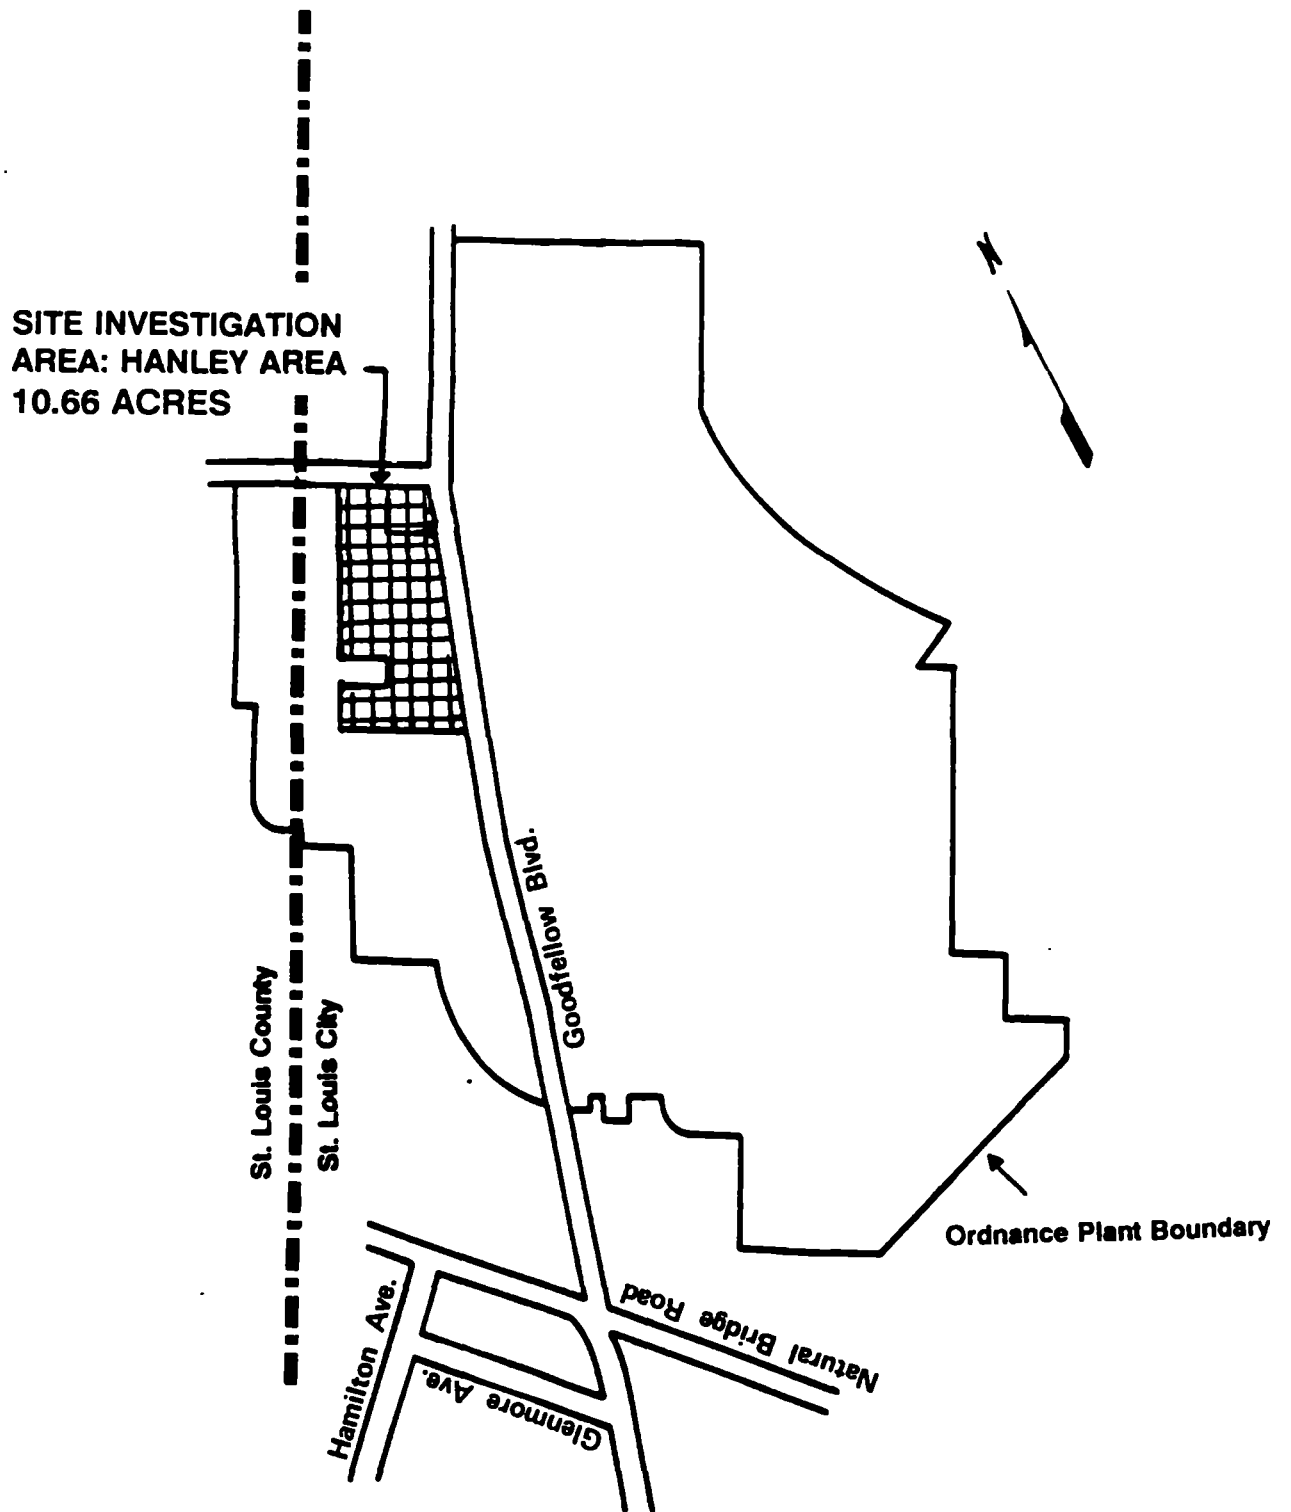 N
SITE INVESTIGATION
AREA: HANLEY AREA
10.66 ACRES
Goodfellow Blvd.
St. Louis County
St. Louis City
Ordnance Plant Boundary
Natural Bridge Road
Hamilton Ave.
Glenmore Ave.